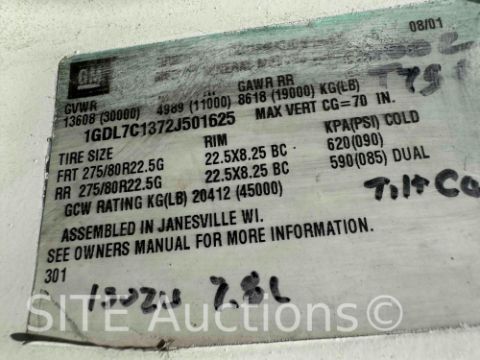 08/01
GM
GVWR GAWR RR
13608 (30000) 4989 (11000) 8618 (19000) KG(LB)
1GDL7C1372J501625 MAX VERT CG=70 IN.
TIRE SIZE RIM KPA(PSI) COLD
FRT 275/80R22.5G 22.5X8.25 BC 620(090)
RR 275/80R22.5G 22.5X8.25 BC 590(085) DUAL
GCW RATING KG(LB) 20412 (45000)
Tilt
ASSEMBLED IN JANESVILLE WI.
SEE OWNERS MANUAL FOR MORE INFORMATION.
301
Isuzu 7.8L
SITE Auctions.com